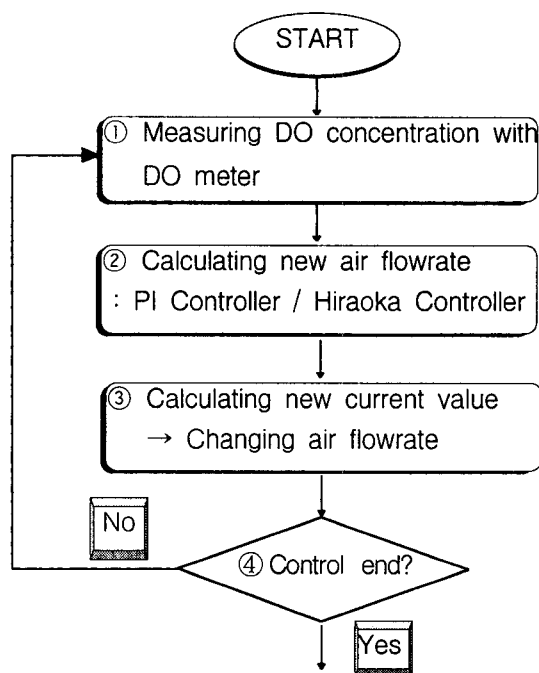 START
① Measuring DO concentration with
DO meter
② Calculating new air flowrate
: PI Controller / Hiraoka Controller
③ Calculating new current value
→ Changing air flowrate
No
④ Control end?
Yes